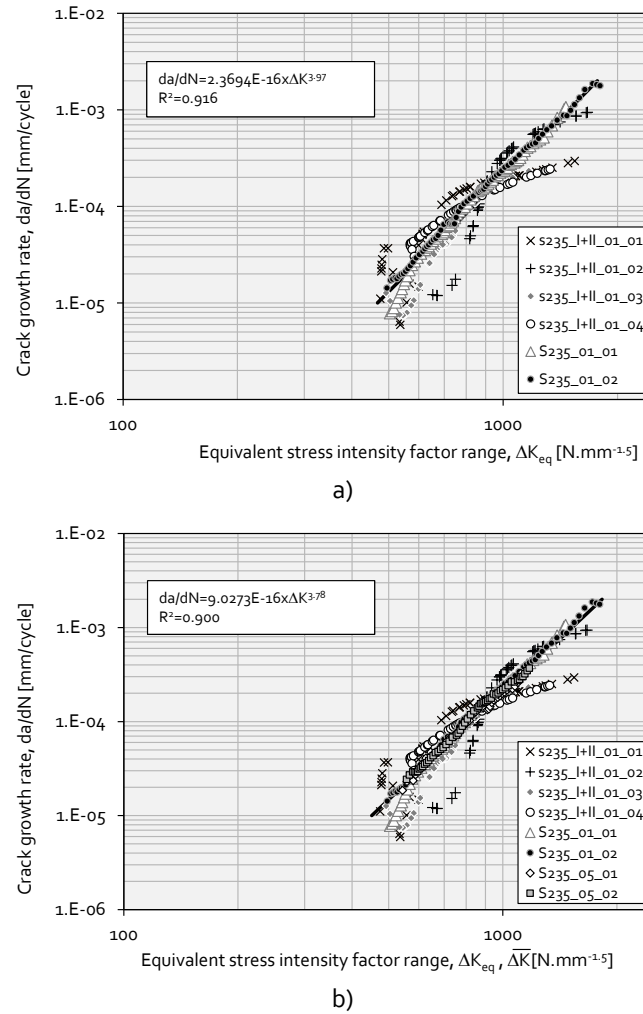 1.E-02
da/dN=2.3694E-16xΔK3.97
R²=0.916
1.E-03
1.E-04
1.E-05
1.E-06
Crack growth rate, da/dN [mm/cycle]
s235_I+II_01_01
s235_I+II_01_02
s235_I+II_01_03
s235_I+II_01_04
S235_01_01
S235_01_02
100
1000
Equivalent stress intensity factor range, ΔKeq [N.mm-1.5]
a)
1.E-02
da/dN=9.0273E-16xΔK3.78
R²=0.900
1.E-03
1.E-04
1.E-05
1.E-06
Crack growth rate, da/dN [mm/cycle]
s235_I+II_01_01
s235_I+II_01_02
s235_I+II_01_03
s235_I+II_01_04
S235_01_01
S235_01_02
S235_05_01
S235_05_02
100
1000
Equivalent stress intensity factor range, ΔKeq , ΔK[N.mm-1.5]
b)